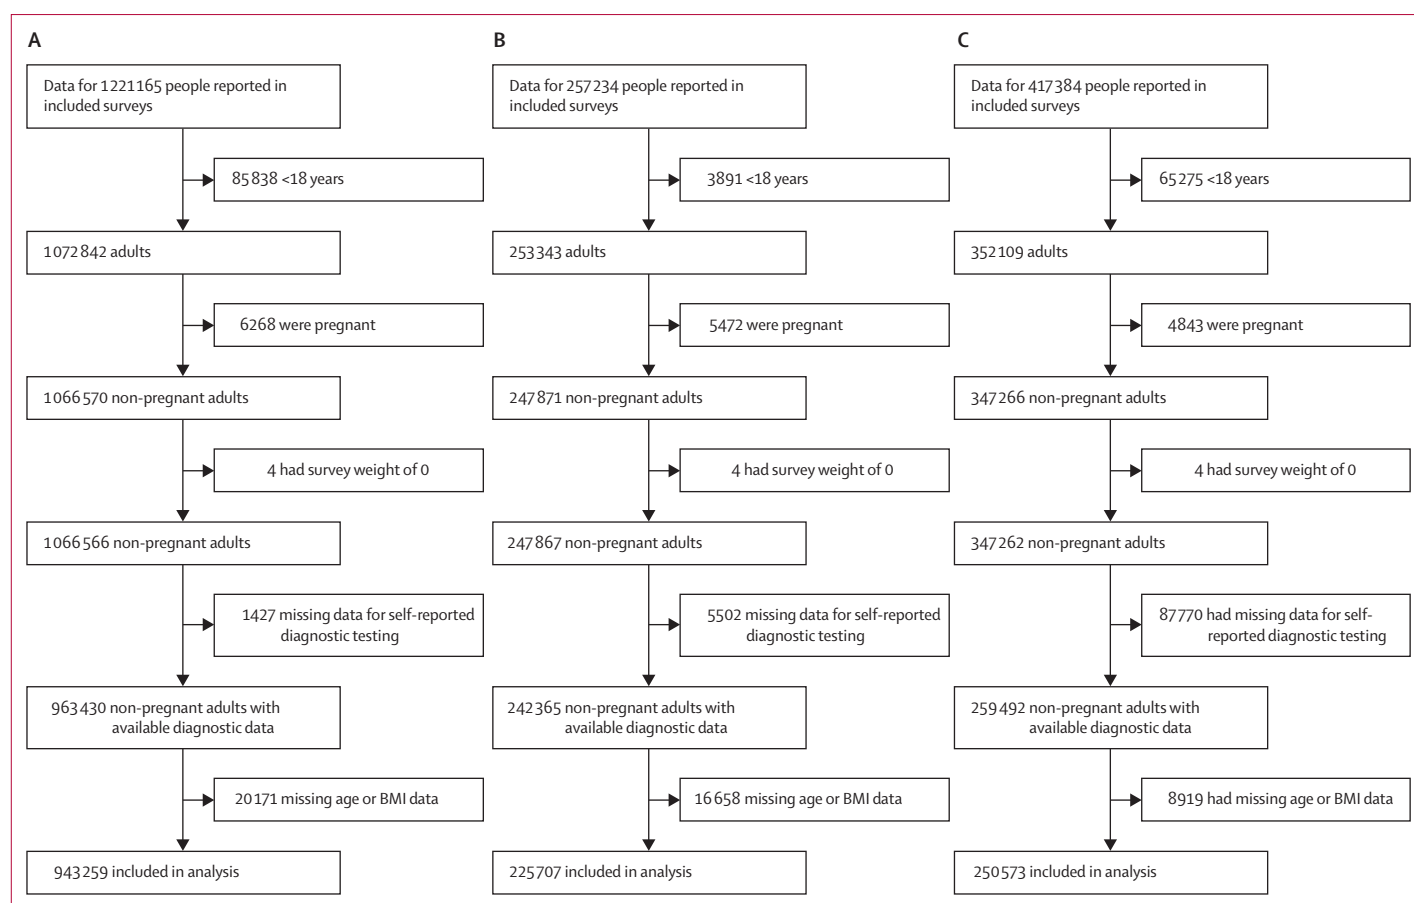 A
Data for 1221165 people reported in
included surveys
85838 <18 years
1072842 adults
6268 were pregnant
1066570 non-pregnant adults
4 had survey weight of 0
1066566 non-pregnant adults
1427 missing data for self-reported
diagnostic testing
963430 non-pregnant adults with
available diagnostic data
20171 missing age or BMI data
943259 included in analysis
B
Data for 257234 people reported in
included surveys
3891 <18 years
253343 adults
5472 were pregnant
247871 non-pregnant adults
4 had survey weight of 0
247867 non-pregnant adults
5502 missing data for self-reported
diagnostic testing
242365 non-pregnant adults with
available diagnostic data
16658 missing age or BMI data
225707 included in analysis
C
Data for 417384 people reported in
included surveys
65275 <18 years
352109 adults
4843 were pregnant
347266 non-pregnant adults
4 had survey weight of 0
347262 non-pregnant adults
87770 had missing data for self-
reported diagnostic testing
259492 non-pregnant adults with
available diagnostic data
8919 had missing age or BMI data
250573 included in analysis